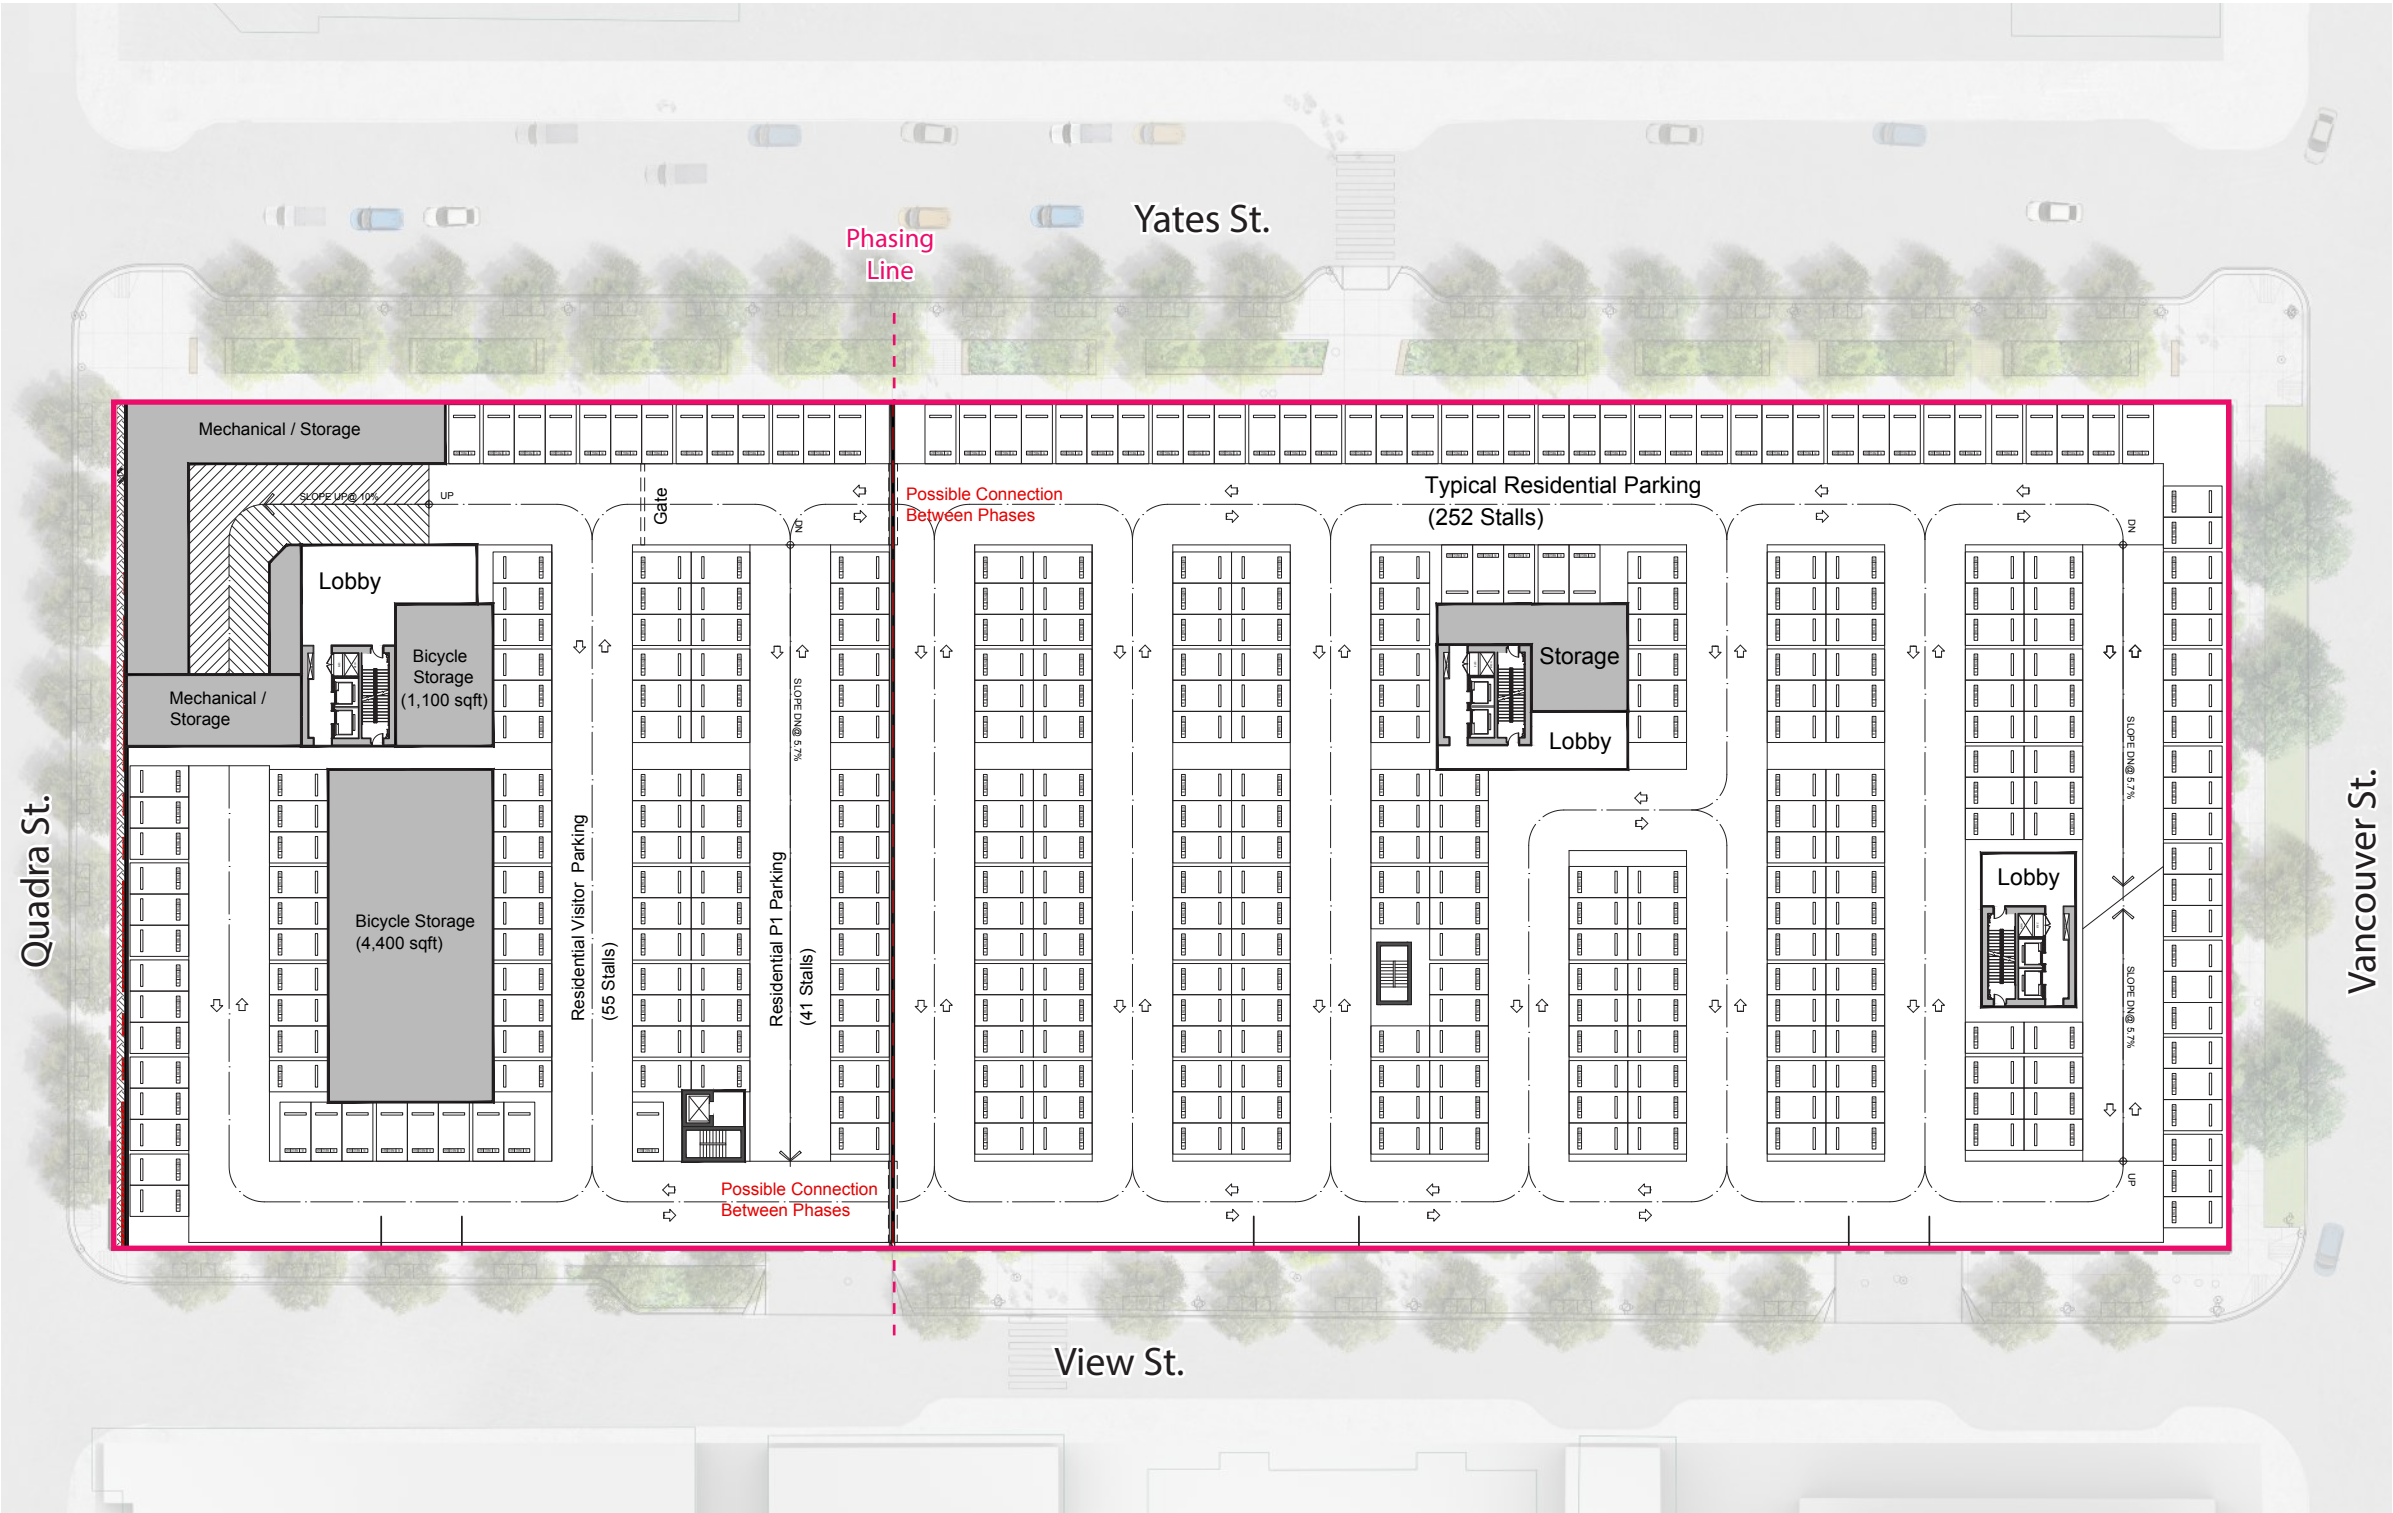 Yates St.
Phasing
Line
Mechanical / Storage
SLOPE UP@ 10%
UP
Gate
DN
Possible Connection
Between Phases
Typical Residential Parking
(252 Stalls)
DN
Lobby
Bicycle
Storage
(1,100 sqft)
Mechanical /
Storage
SLOPE DN@ 5.7%
Storage
Lobby
SLOPE DN@ 5.7%
Quadra St.
Bicycle Storage
(4,400 sqft)
Residential Visitor Parking
(55 Stalls)
Residential P1 Parking
(41 Stalls)
Lobby
SLOPE DN@ 5.7%
Vancouver St.
UP
Possible Connection
Between Phases
View St.